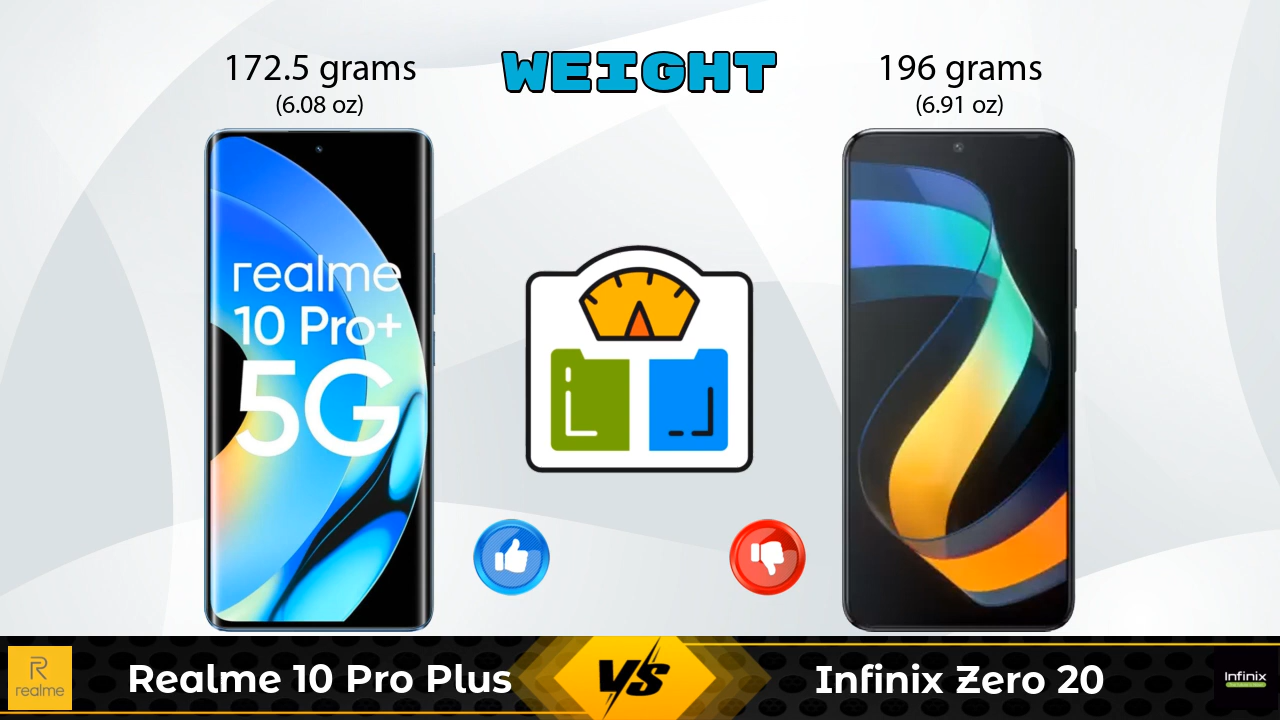 WEIGHT
172.5 grams
(6.08 oz)
196 grams
(6.91 oz)
realme
10 Pro+
5G
R
realme
Realme 10 Pro Plus
VS
Infinix Zero 20
Infinix